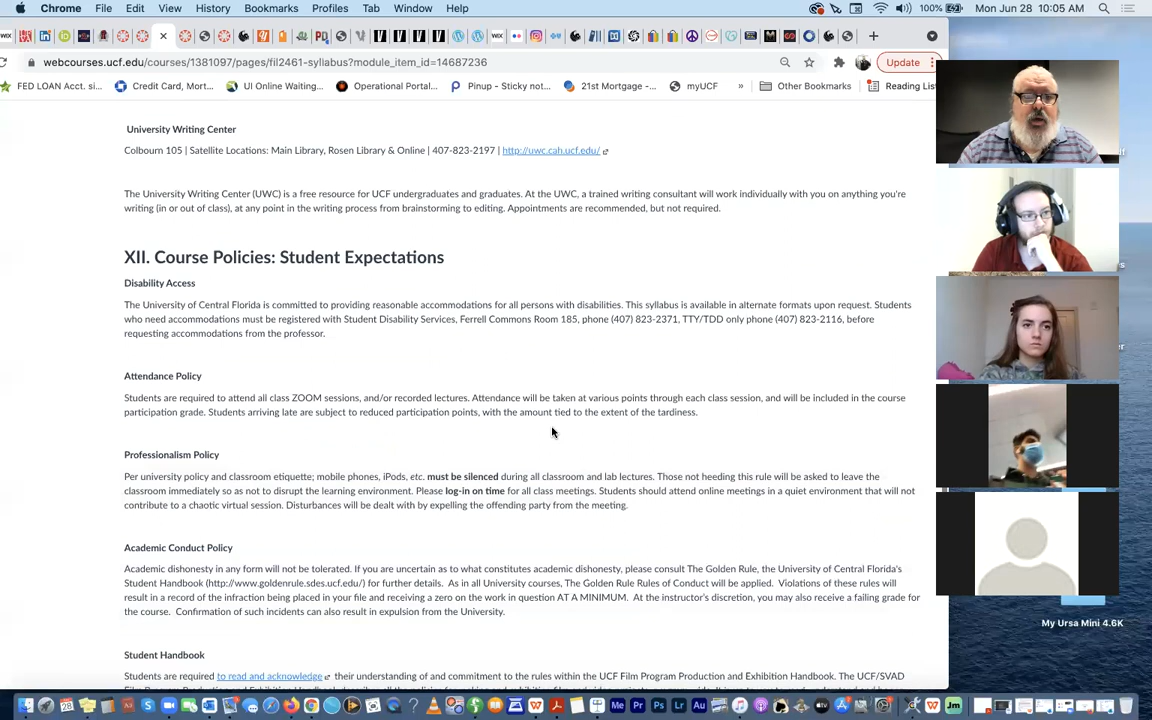 Chrome File Edit View History Bookmarks Profiles Tab Window Help 100% Mon Jun 28 10:05 AM
webcourses.ucf.edu/courses/1381097/pages/fil2461-syllabus?module_item_id=14687236 Update
FED LOAN Acct. si... Credit Card, Mort... UI Online Waiting... Operational Portal... Pinup - Sticky not... 21st Mortgage -... myUCF » Other Bookmarks Reading List
University Writing Center
Colbourn 105 | Satellite Locations: Main Library, Rosen Library & Online | 407-823-2197 | http://uwc.cah.ucf.edu/
The University Writing Center (UWC) is a free resource for UCF undergraduates and graduates. At the UWC, a trained writing consultant will work individually with you on anything you're
writing (in or out of class), at any point in the writing process from brainstorming to editing. Appointments are recommended, but not required.
XII. Course Policies: Student Expectations
Disability Access
The University of Central Florida is committed to providing reasonable accommodations for all persons with disabilities. This syllabus is available in alternate formats upon request. Students
who need accommodations must be registered with Student Disability Services, Ferrell Commons Room 185, phone (407) 823-2371, TTY/TDD only phone (407) 823-2116, before
requesting accommodations from the professor.
Attendance Policy
Students are required to attend all class ZOOM sessions, and/or recorded lectures. Attendance will be taken at various points through each class session, and will be included in the course
participation grade. Students arriving late are subject to reduced participation points, with the amount tied to the extent of the tardiness.
Professionalism Policy
Per university policy and classroom etiquette; mobile phones, iPods, etc. must be silenced during all classroom and lab lectures. Those not heeding this rule will be asked to leave the
classroom immediately so as not to disrupt the learning environment. Please log-in on time for all class meetings. Students should attend online meetings in a quiet environment that will not
contribute to a chaotic virtual session. Disturbances will be dealt with by expelling the offending party from the meeting.
Academic Conduct Policy
Academic dishonesty in any form will not be tolerated. If you are uncertain as to what constitutes academic dishonesty, please consult The Golden Rule, the University of Central Florida's
Student Handbook (http://www.goldenrule.sdes.ucf.edu/) for further details. As in all University courses, The Golden Rule Rules of Conduct will be applied. Violations of these rules will
result in a record of the infraction being placed in your file and receiving a zero on the work in question AT A MINIMUM. At the instructor's discretion, you may also receive a failing grade for
the course. Confirmation of such incidents can also result in expulsion from the University.
My Ursa Mini 4.6K
Student Handbook
Students are required to read and acknowledge their understanding of and commitment to the rules within the UCF Film Program Production and Exhibition Handbook. The UCF/SVAD